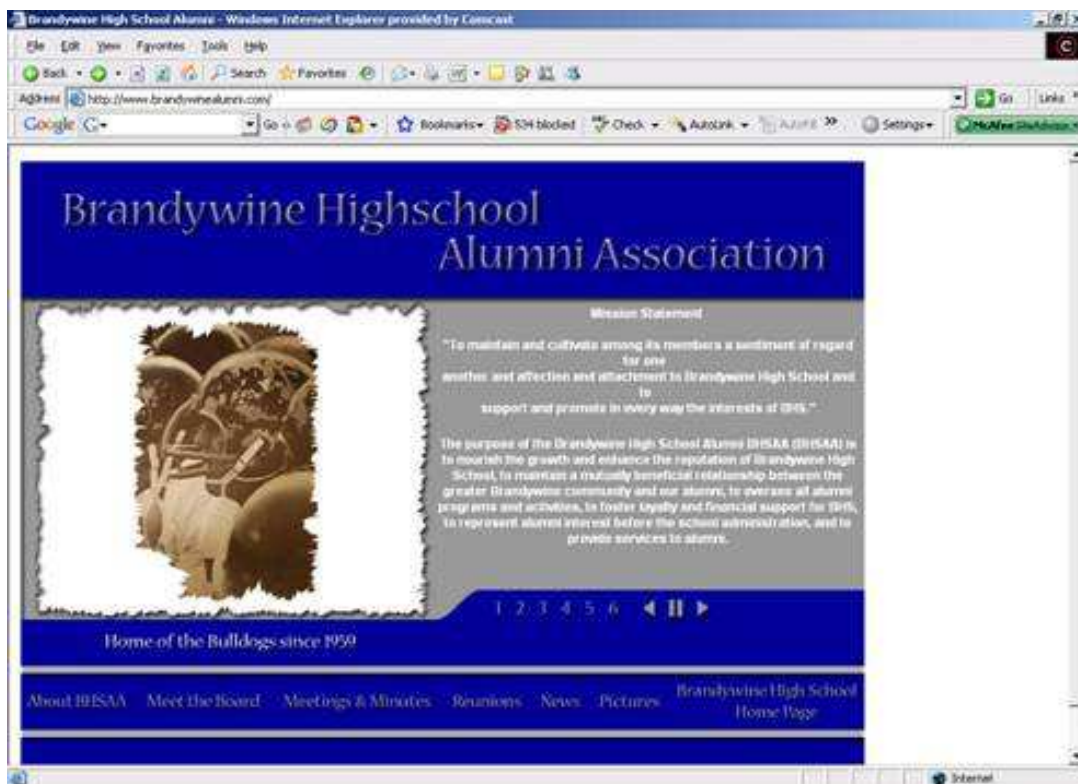 Brandywine High School Alumni - Windows Internet Explorer provided by Comcast
File Edit View Favorites Tools Help
Back Search Favorites
Address http://www.brandywinealumni.com/ Go Links
Google G Go Bookmarks 534 blocked Check AutoLink AutoFill Settings McAfee SiteAdvisor
Brandywine Highschool
Alumni Association
Mission Statement
"To maintain and cultivate among its members a sentiment of regard
for one
another and affection and attachment to Brandywine High School and
to
support and promote in every way the interests of BHS."
The purpose of the Brandywine High School Alumni BHSAA (BHSAA) is
to nourish the growth and enhance the reputation of Brandywine High
School, to maintain a mutually beneficial relationship between the
greater Brandywine community and our alumni, to oversee all alumni
programs and activities, to foster loyalty and financial support for BHS,
to represent alumni interest before the school administration, and to
provide services to alumni.
1 2 3 4 5 6
Home of the Bulldogs since 1959
About BHSAA Meet the Board Meetings & Minutes Reunions News Pictures Brandywine High School
Home Page
Internet